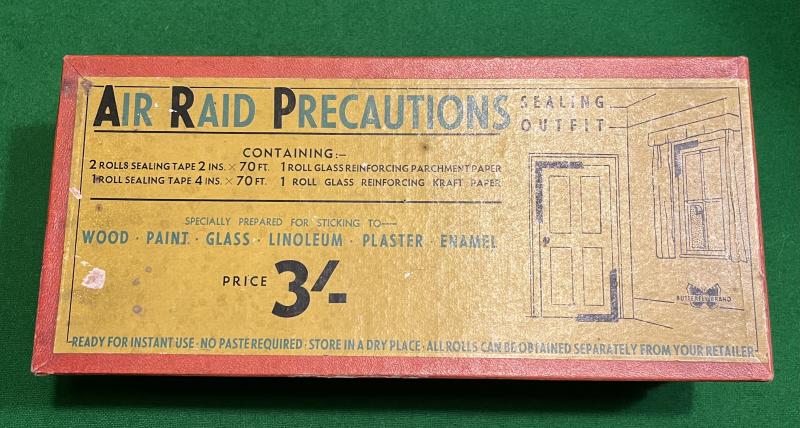 AIR RAID PRECAUTIONS SEALING OUTFIT
CONTAINING:-
2 ROLLS SEALING TAPE 2 INS. × 70 FT. 1 ROLL GLASS REINFORCING PARCHMENT PAPER
1 ROLL SEALING TAPE 4 INS. × 70 FT. 1 ROLL GLASS REINFORCING KRAFT PAPER
SPECIALLY PREPARED FOR STICKING TO—
WOOD · PAINT · GLASS · LINOLEUM · PLASTER · ENAMEL
PRICE 3/-
BUTTERFLY BRAND
READY FOR INSTANT USE · NO PASTE REQUIRED · STORE IN A DRY PLACE · ALL ROLLS CAN BE OBTAINED SEPARATELY FROM YOUR RETAILER